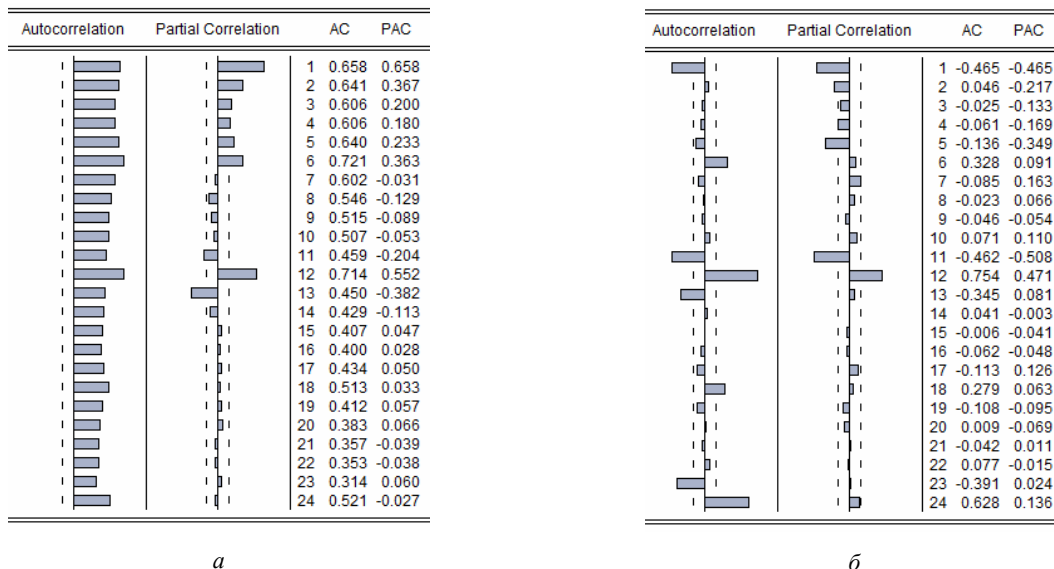 Autocorrelation Partial Correlation AC PAC
1 0.658 0.658
2 0.641 0.367
3 0.606 0.200
4 0.606 0.180
5 0.640 0.233
6 0.721 0.363
7 0.602 -0.031
8 0.546 -0.129
9 0.515 -0.089
10 0.507 -0.053
11 0.459 -0.204
12 0.714 0.552
13 0.450 -0.382
14 0.429 -0.113
15 0.407 0.047
16 0.400 0.028
17 0.434 0.050
18 0.513 0.033
19 0.412 0.057
20 0.383 0.066
21 0.357 -0.039
22 0.353 -0.038
23 0.314 0.060
24 0.521 -0.027
а
Autocorrelation Partial Correlation AC PAC
1 -0.465 -0.465
2 0.046 -0.217
3 -0.025 -0.133
4 -0.061 -0.169
5 -0.136 -0.349
6 0.328 0.091
7 -0.085 0.163
8 -0.023 0.066
9 -0.046 -0.054
10 0.071 0.110
11 -0.462 -0.508
12 0.754 0.471
13 -0.345 0.081
14 0.041 -0.003
15 -0.006 -0.041
16 -0.062 -0.048
17 -0.113 0.126
18 0.279 0.063
19 -0.108 -0.095
20 0.009 -0.069
21 -0.042 0.011
22 0.077 -0.015
23 -0.391 0.024
24 0.628 0.136
б